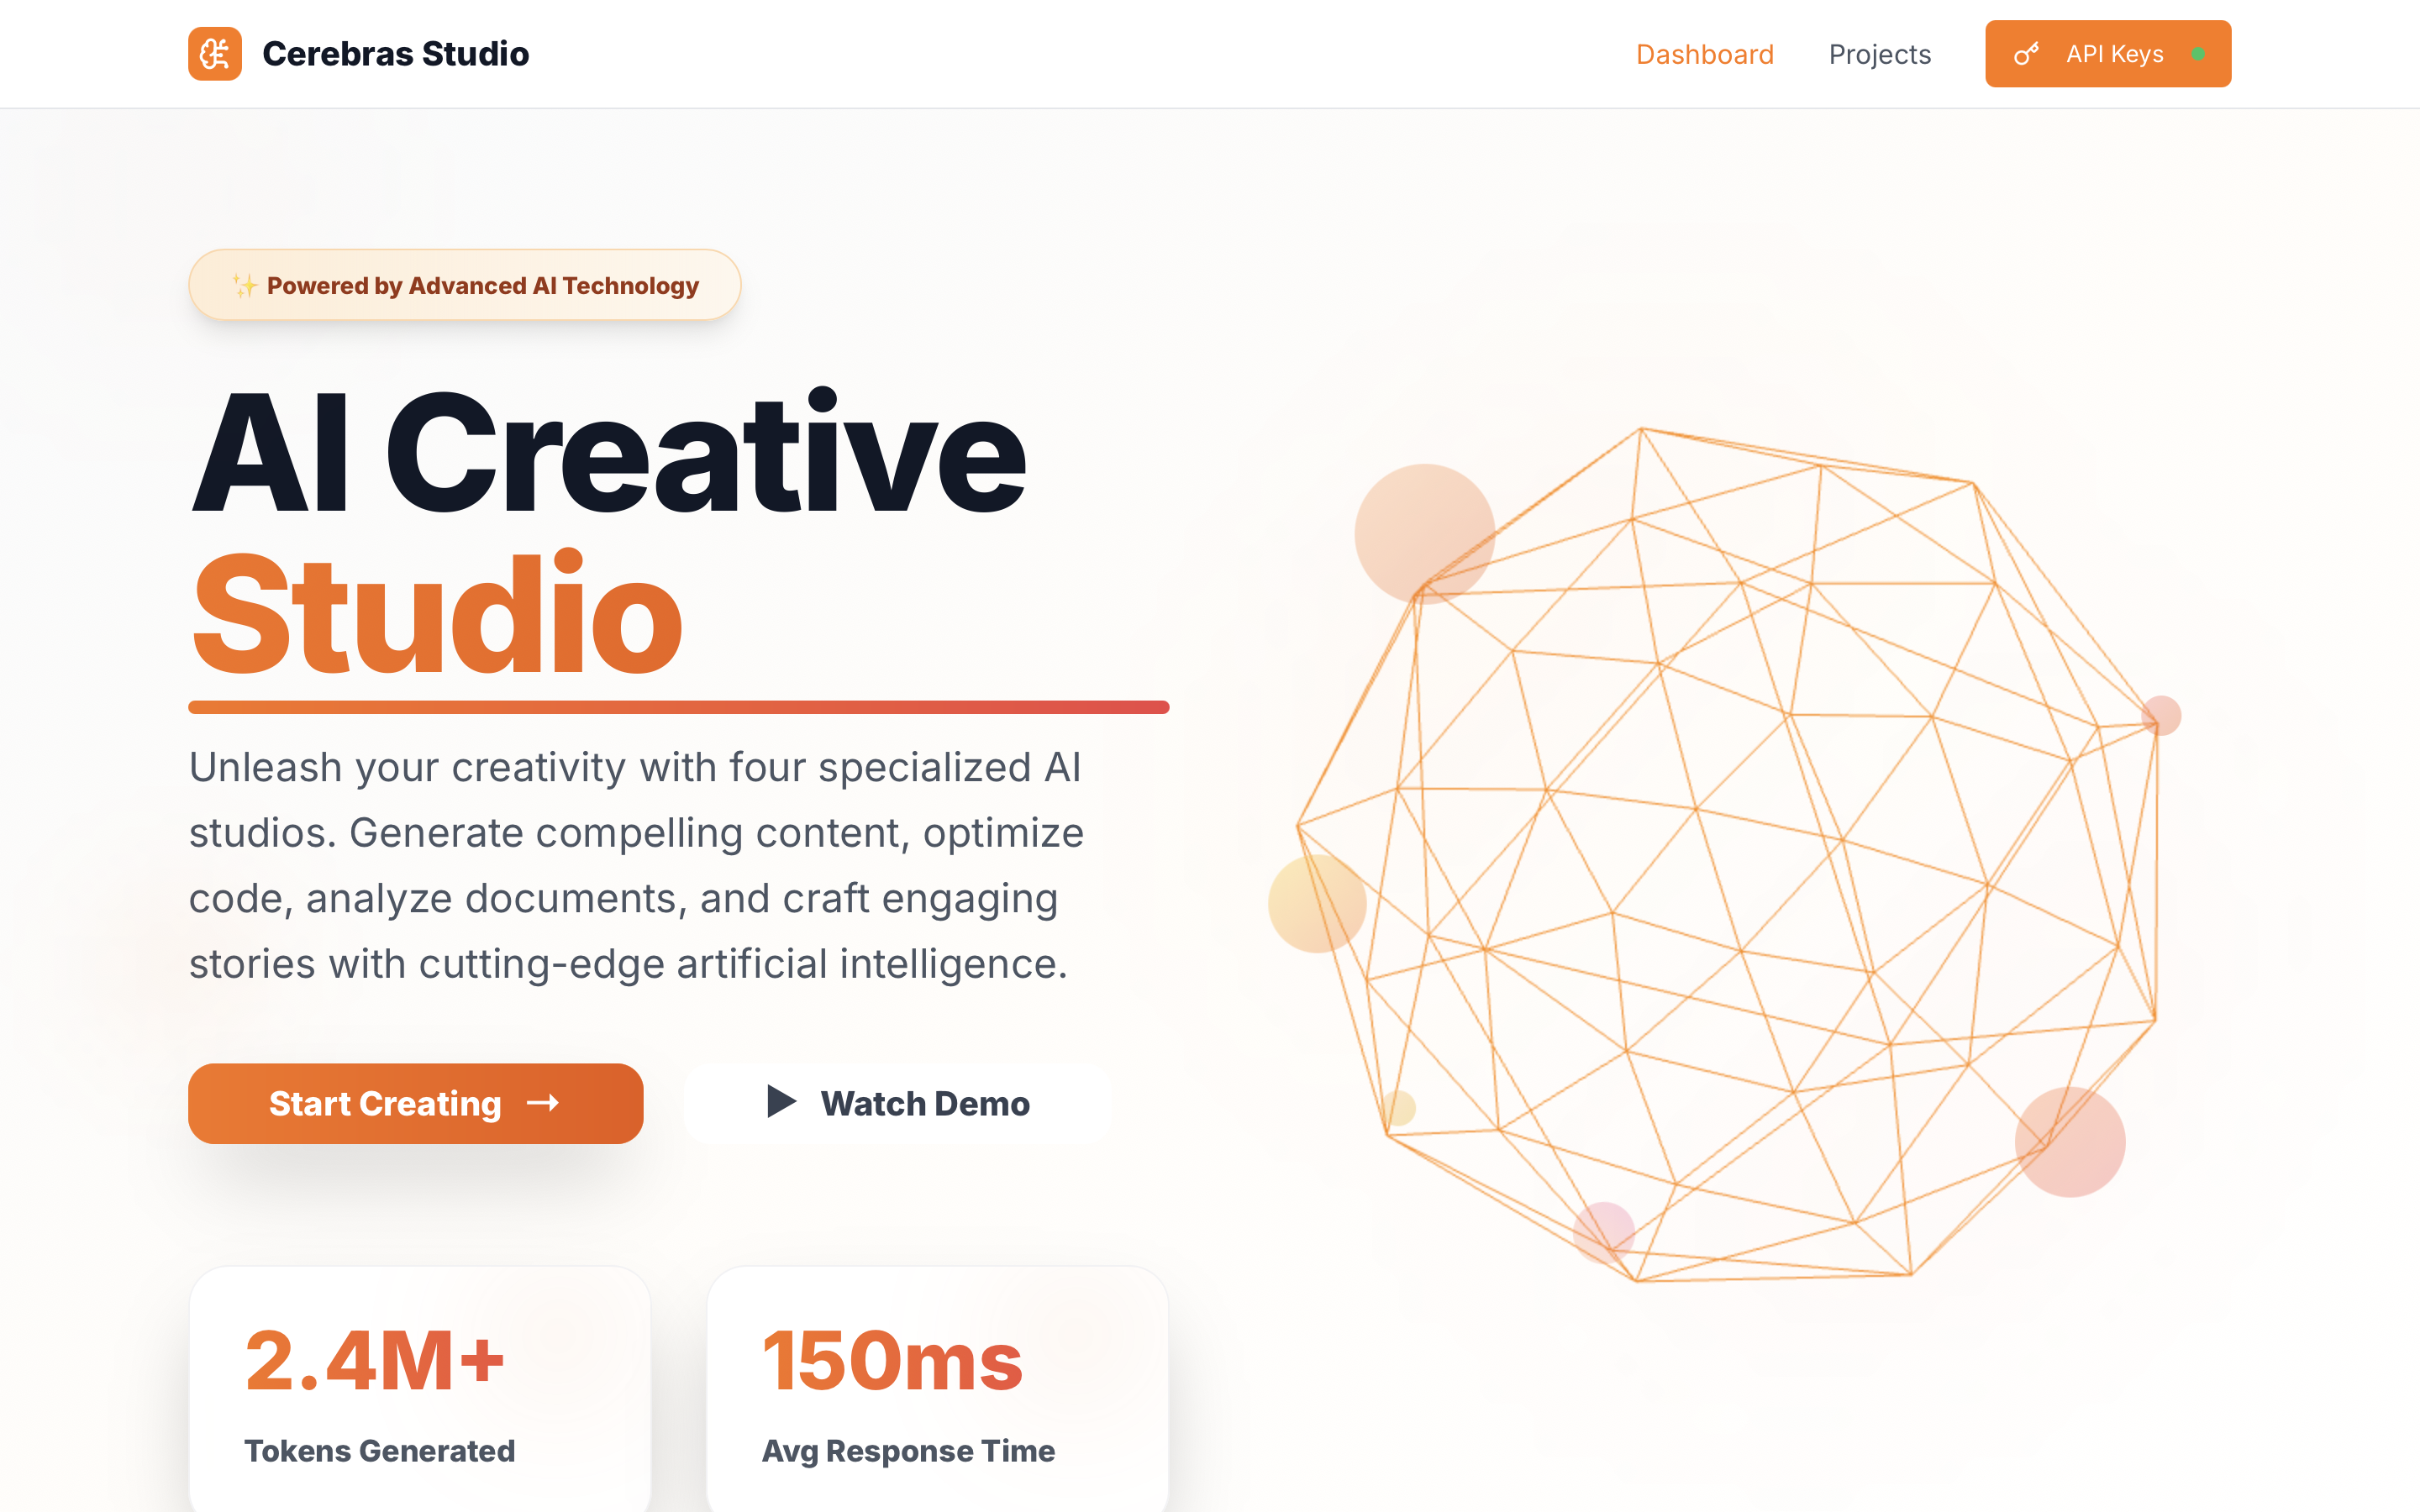 Cerebras Studio
Dashboard
Projects
API Keys
✨ Powered by Advanced AI Technology
AI Creative
Studio
Unleash your creativity with four specialized AI
studios. Generate compelling content, optimize
code, analyze documents, and craft engaging
stories with cutting-edge artificial intelligence.
Start Creating →
▶ Watch Demo
2.4M+
Tokens Generated
150ms
Avg Response Time